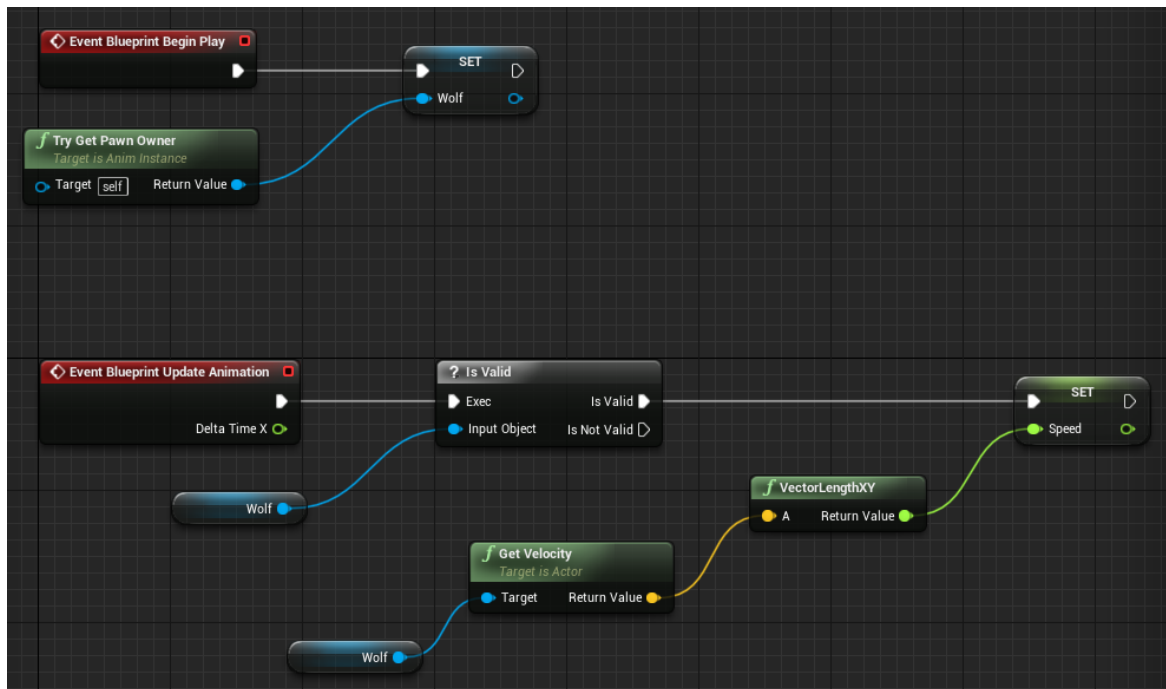 Event Blueprint Begin Play
SET
Wolf
f Try Get Pawn Owner
Target is Anim Instance
Target self Return Value
Event Blueprint Update Animation
Delta Time X
? Is Valid
Exec Is Valid
Input Object Is Not Valid
SET
Speed
Wolf
f VectorLengthXY
A Return Value
f Get Velocity
Target is Actor
Target Return Value
Wolf